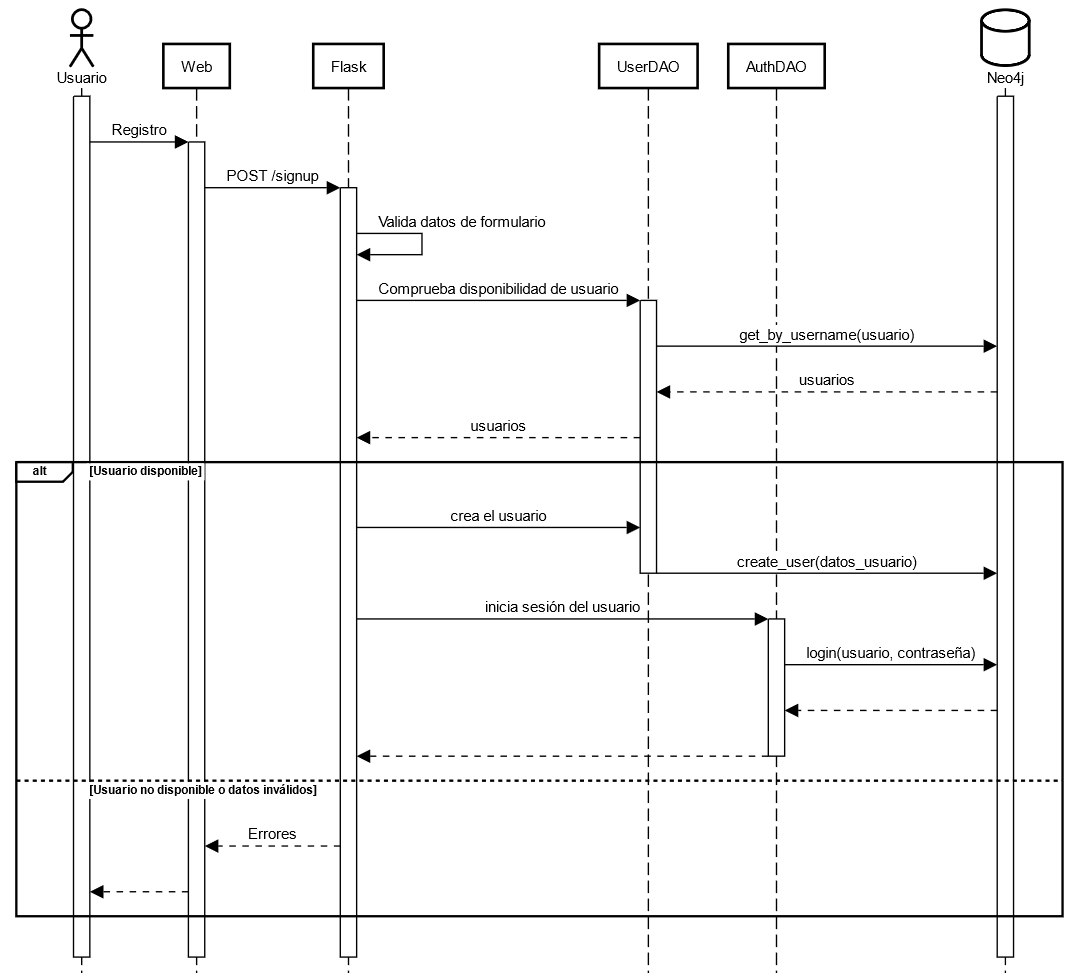 Usuario
Web
Flask
UserDAO
AuthDAO
Neo4j
Registro
POST /signup
Valida datos de formulario
Comprueba disponibilidad de usuario
get_by_username(usuario)
usuarios
usuarios
alt
[Usuario disponible]
crea el usuario
create_user(datos_usuario)
inicia sesión del usuario
login(usuario, contraseña)
[Usuario no disponible o datos inválidos]
Errores